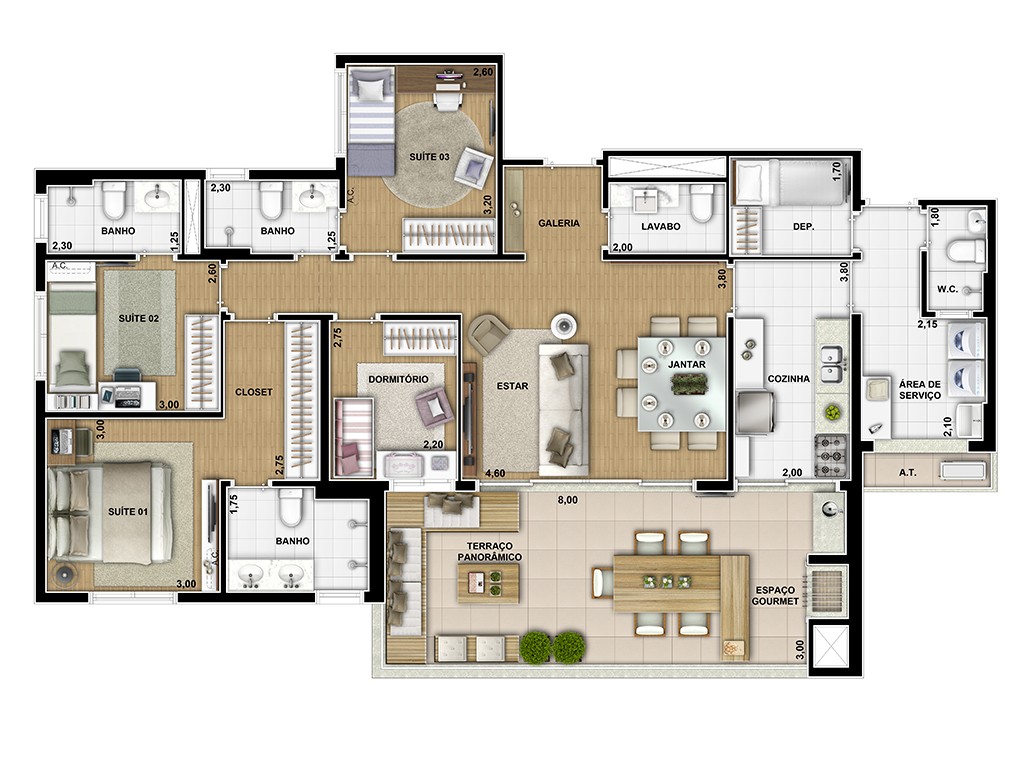 2,60
SUÍTE 03
A.C.
3,20
2,30
BANHO
1,25
2,30
BANHO
1,25
GALERIA
LAVABO
2,00
1,70
DEP.
1,80
W.C.
A.C.
2,60
SUÍTE 02
3,00
CLOSET
2,75
2,75
DORMITÓRIO
2,20
ESTAR
4,60
3,80
JANTAR
3,80
COZINHA
2,00
2,15
ÁREA DE
SERVIÇO
2,10
A.T.
3,00
SUÍTE 01
A.C.
3,00
1,75
BANHO
8,00
TERRAÇO
PANORÂMICO
ESPAÇO
GOURMET
3,00